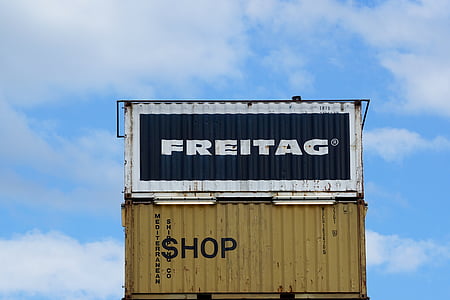 FREITAG®
MEDITERRANEAN
SHIPPING CO
SHOP